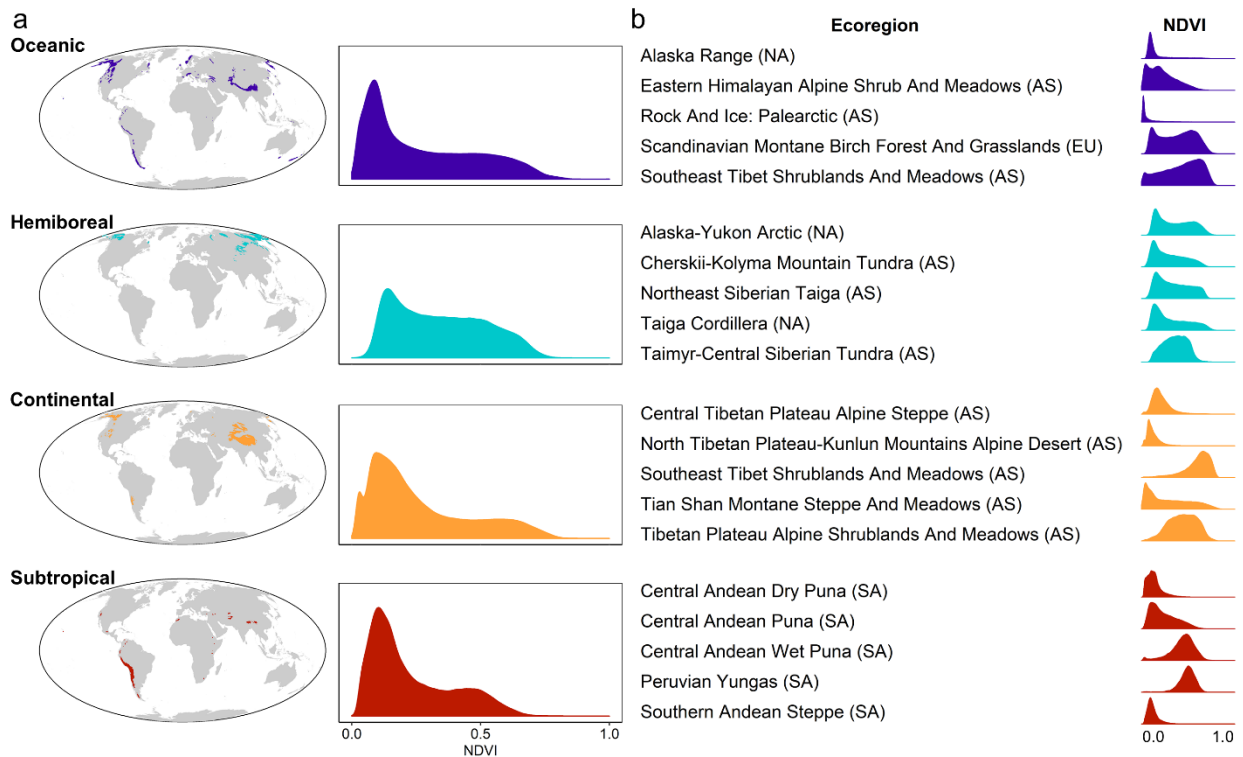 a
Oceanic
Hemiboreal
Continental
Subtropical
0.0 0.5 1.0
NDVI
b
Ecoregion NDVI
Alaska Range (NA)
Eastern Himalayan Alpine Shrub And Meadows (AS)
Rock And Ice: Palearctic (AS)
Scandinavian Montane Birch Forest And Grasslands (EU)
Southeast Tibet Shrublands And Meadows (AS)
Alaska-Yukon Arctic (NA)
Cherskii-Kolyma Mountain Tundra (AS)
Northeast Siberian Taiga (AS)
Taiga Cordillera (NA)
Taimyr-Central Siberian Tundra (AS)
Central Tibetan Plateau Alpine Steppe (AS)
North Tibetan Plateau-Kunlun Mountains Alpine Desert (AS)
Southeast Tibet Shrublands And Meadows (AS)
Tian Shan Montane Steppe And Meadows (AS)
Tibetan Plateau Alpine Shrublands And Meadows (AS)
Central Andean Dry Puna (SA)
Central Andean Puna (SA)
Central Andean Wet Puna (SA)
Peruvian Yungas (SA)
Southern Andean Steppe (SA)
0.0 1.0